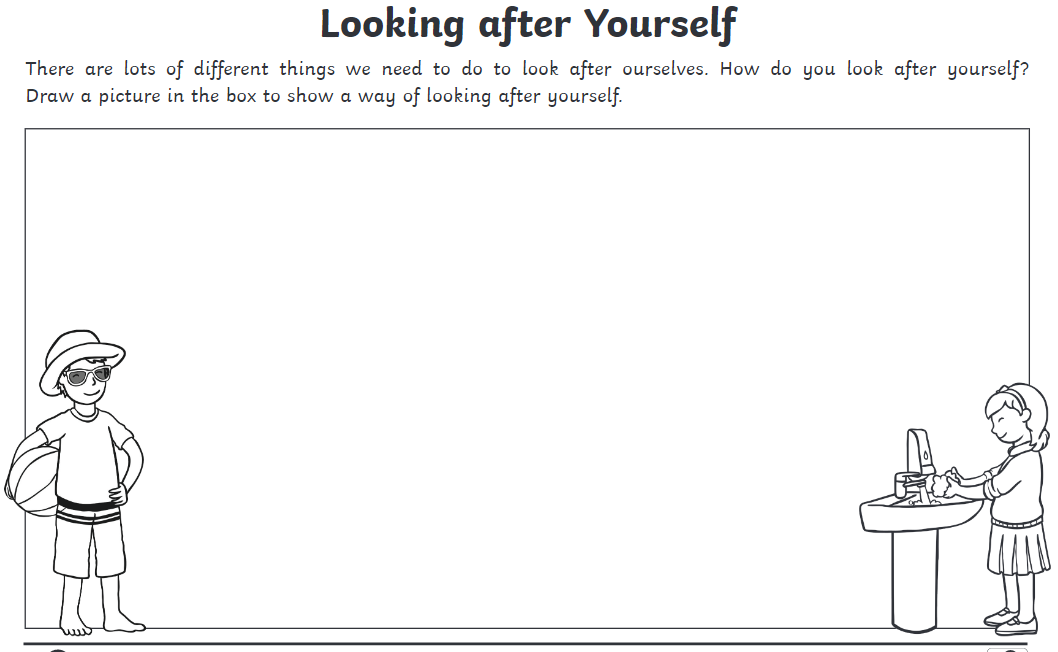 Looking after Yourself
There are lots of different things we need to do to look after ourselves. How do you look after yourself?
Draw a picture in the box to show a way of looking after yourself.